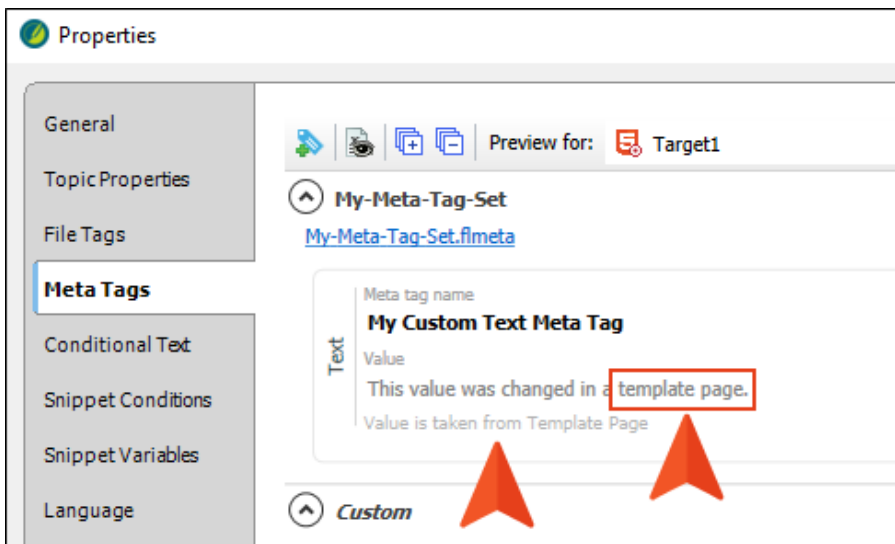 Properties
General
Topic Properties
File Tags
Meta Tags
Conditional Text
Snippet Conditions
Snippet Variables
Language
Preview for: Target1
My-Meta-Tag-Set
My-Meta-Tag-Set.flmeta
Text
Meta tag name
My Custom Text Meta Tag
Value
This value was changed in a template page.
Value is taken from Template Page
Custom